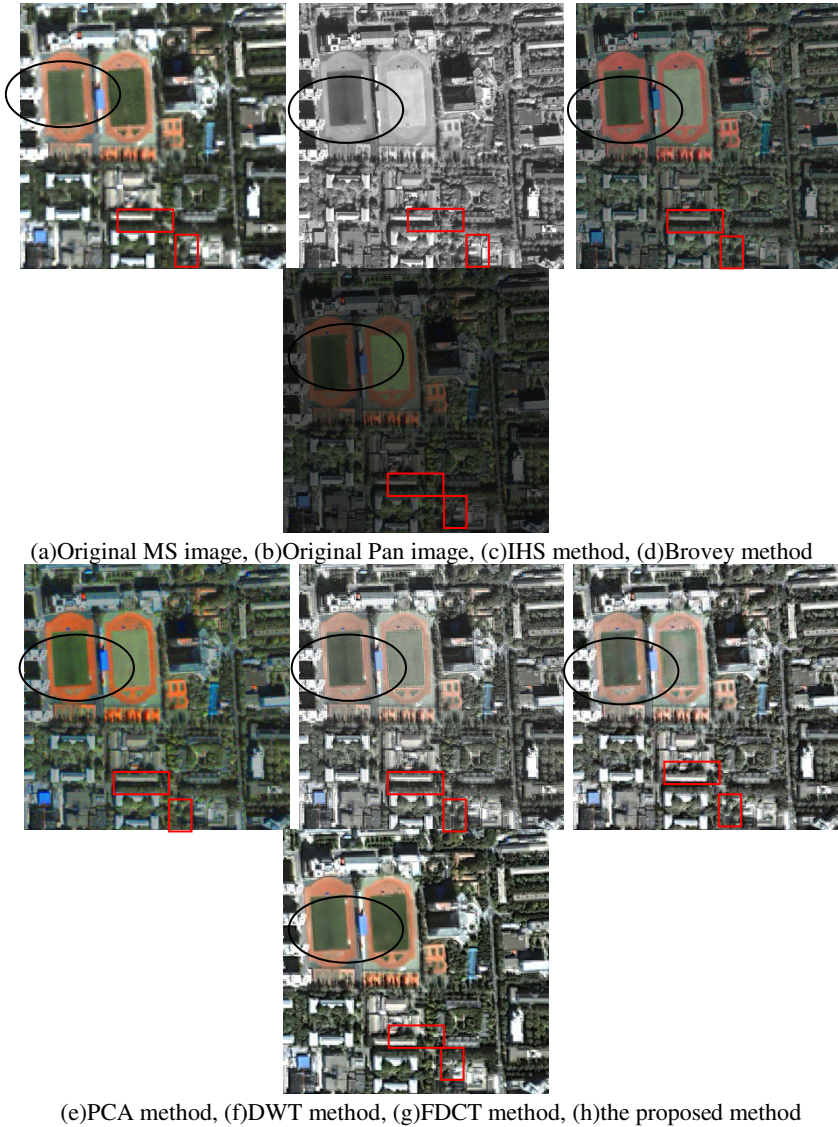 (a)Original MS image, (b)Original Pan image, (c)IHS method, (d)Brovey method
(e)PCA method, (f)DWT method, (g)FDCT method, (h)the proposed method